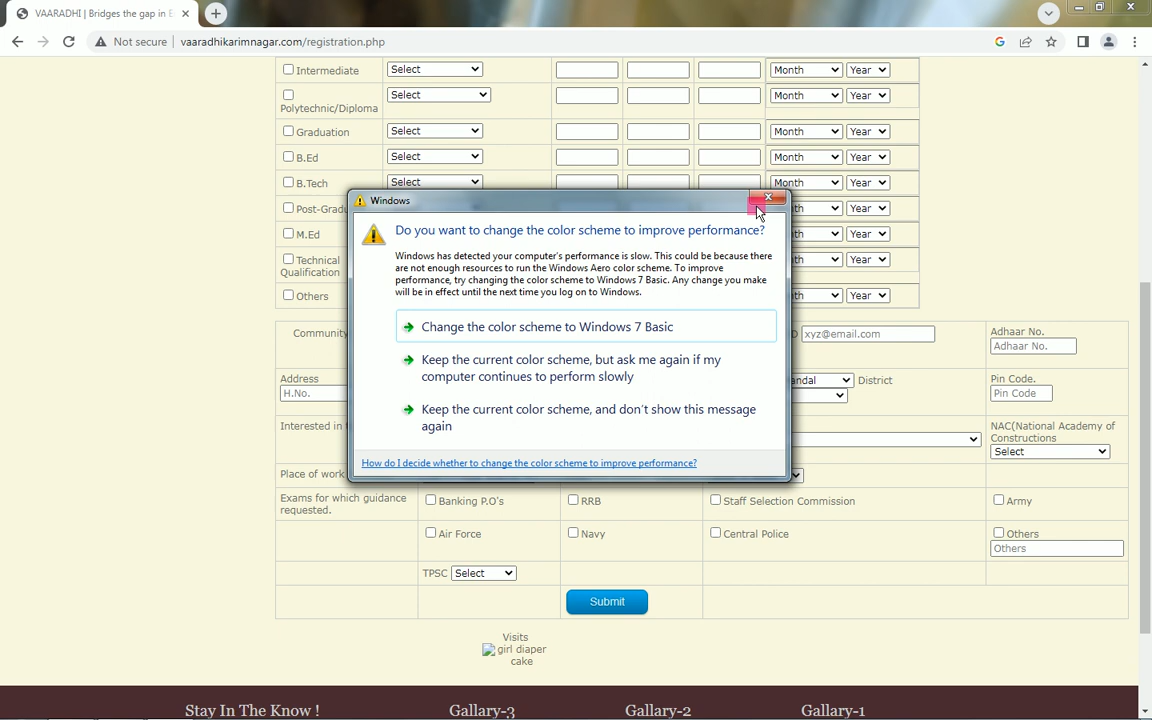 VAARADHI | Bridges the gap in E
Not secure | vaaradhikarimnagar.com/registration.php
Intermediate Select Month Year
Select Month Year
Polytechnic/Diploma
Graduation Select Month Year
B.Ed Select Month Year
B.Tech Select Month Year
Post-Gradu nth Year
M.Ed nth Year
Technical nth Year
Qualification
Others nth Year
Windows
Do you want to change the color scheme to improve performance?
Windows has detected your computer's performance is slow. This could be because there
are not enough resources to run the Windows Aero color scheme. To improve
performance, try changing the color scheme to Windows 7 Basic. Any change you make
will be in effect until the next time you log on to Windows.
Change the color scheme to Windows 7 Basic
Keep the current color scheme, but ask me again if my
computer continues to perform slowly
Keep the current color scheme, and don't show this message
again
How do I decide whether to change the color scheme to improve performance?
Community D xyz@email.com Adhaar No.
Adhaar No.
Address andal District Pin Code.
H.No. Pin Code
Interested in t NAC(National Academy of
Constructions
Select
Place of work
Exams for which guidance
requested.
Banking P.O's RRB Staff Selection Commission Army
Air Force Navy Central Police Others
Others
TPSC Select
Submit
Visits
girl diaper
cake
Stay In The Know ! Gallary-3 Gallary-2 Gallary-1